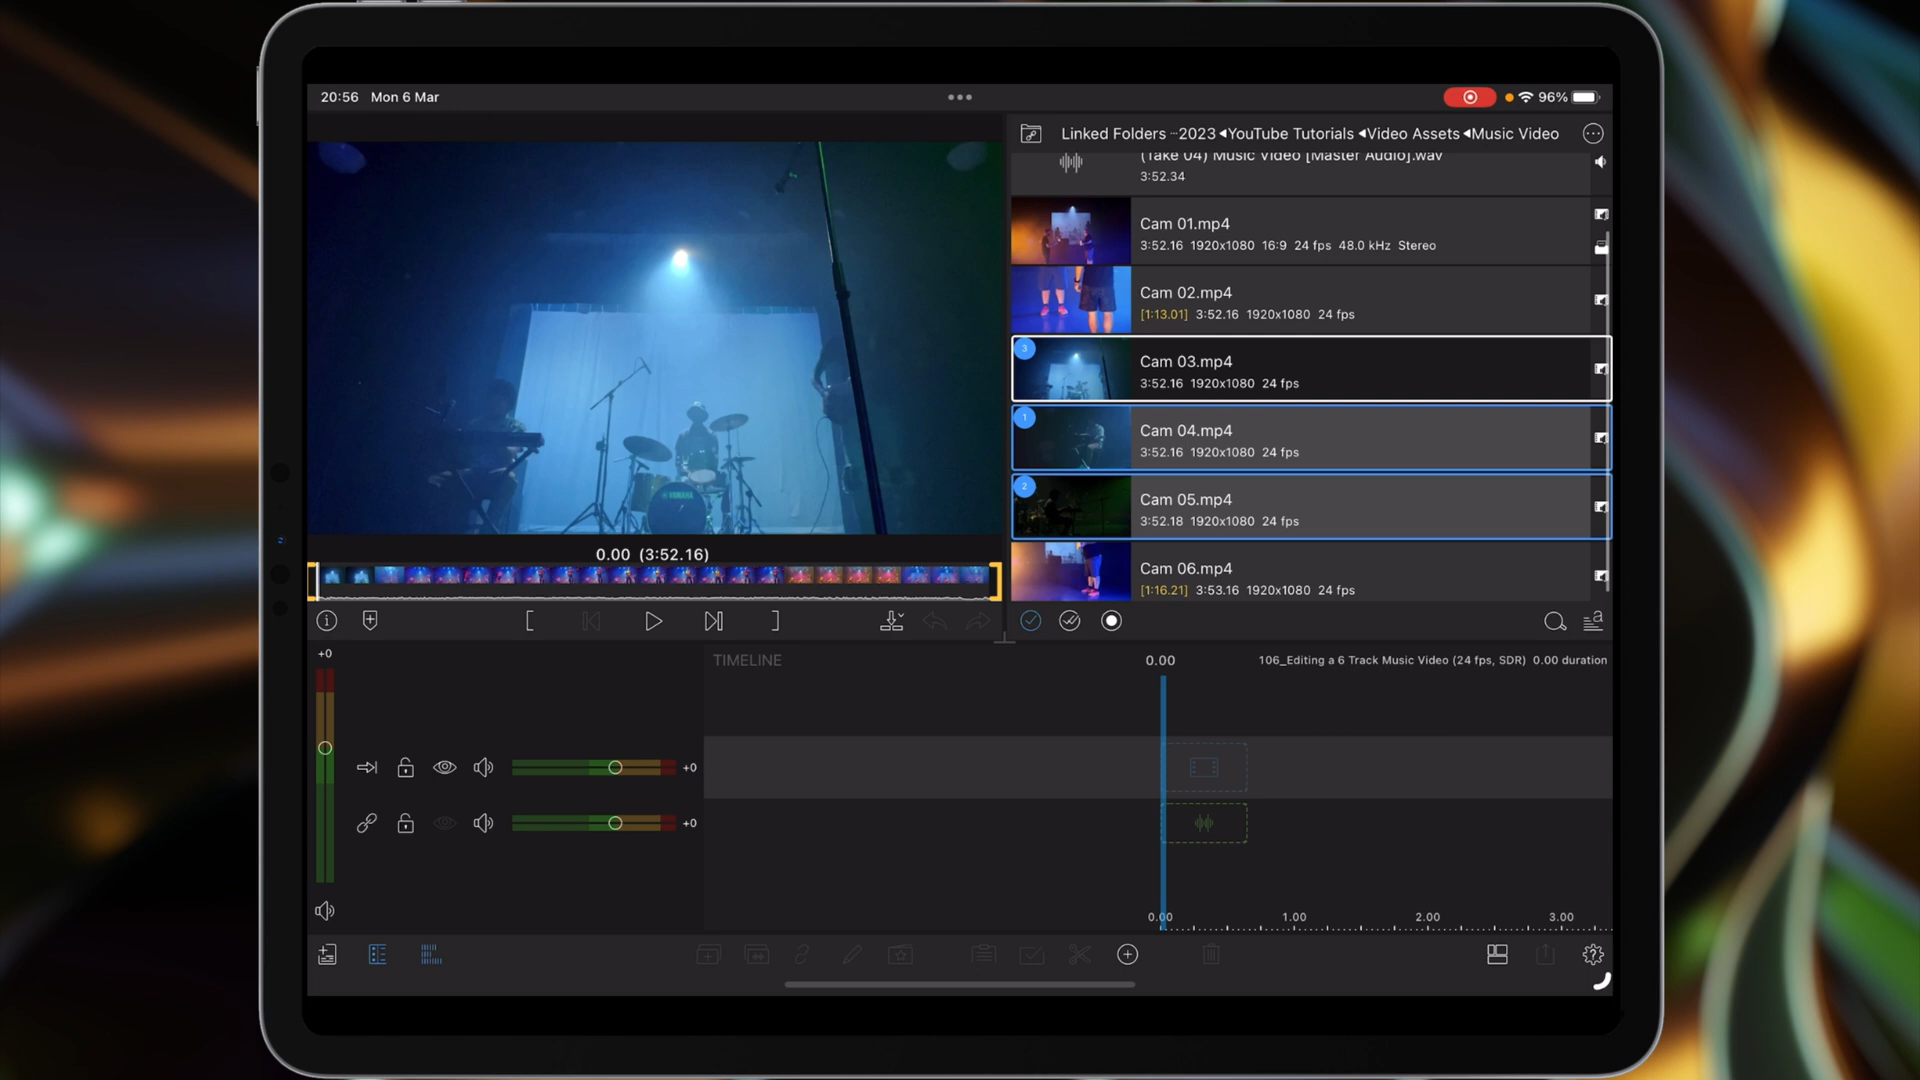 20:56 Mon 6 Mar
96%
Linked Folders ··2023 ◂YouTube Tutorials ◂Video Assets ◂Music Video
(Take 04) Music Video [Master Audio].wav
3:52.34
Cam 01.mp4
3:52.16 1920x1080 16:9 24 fps 48.0 kHz Stereo
Cam 02.mp4
[1:13.01] 3:52.16 1920x1080 24 fps
3
Cam 03.mp4
3:52.16 1920x1080 24 fps
1
Cam 04.mp4
3:52.16 1920x1080 24 fps
2
Cam 05.mp4
3:52.18 1920x1080 24 fps
Cam 06.mp4
[1:16.21] 3:53.16 1920x1080 24 fps
YAMAHA
0.00 (3:52.16)
+0
TIMELINE
0.00
106_Editing a 6 Track Music Video (24 fps, SDR) 0.00 duration
+0
+0
0.00 1.00 2.00 3.00